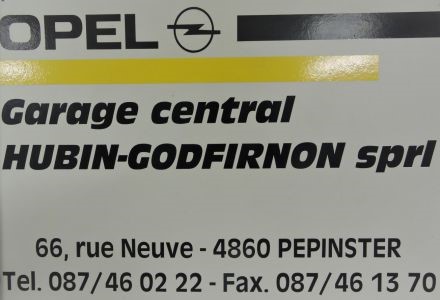 OPEL
Garage central
HUBIN-GODFIRNON sprl
66, rue Neuve - 4860 PEPINSTER
Tel. 087/46 02 22 - Fax. 087/46 13 70